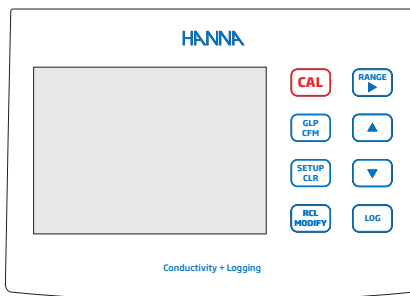 HANNA
CAL
RANGE
GLP
CFM
SETUP
CLR
RCL
MODIFY
LOG
Conductivity + Logging